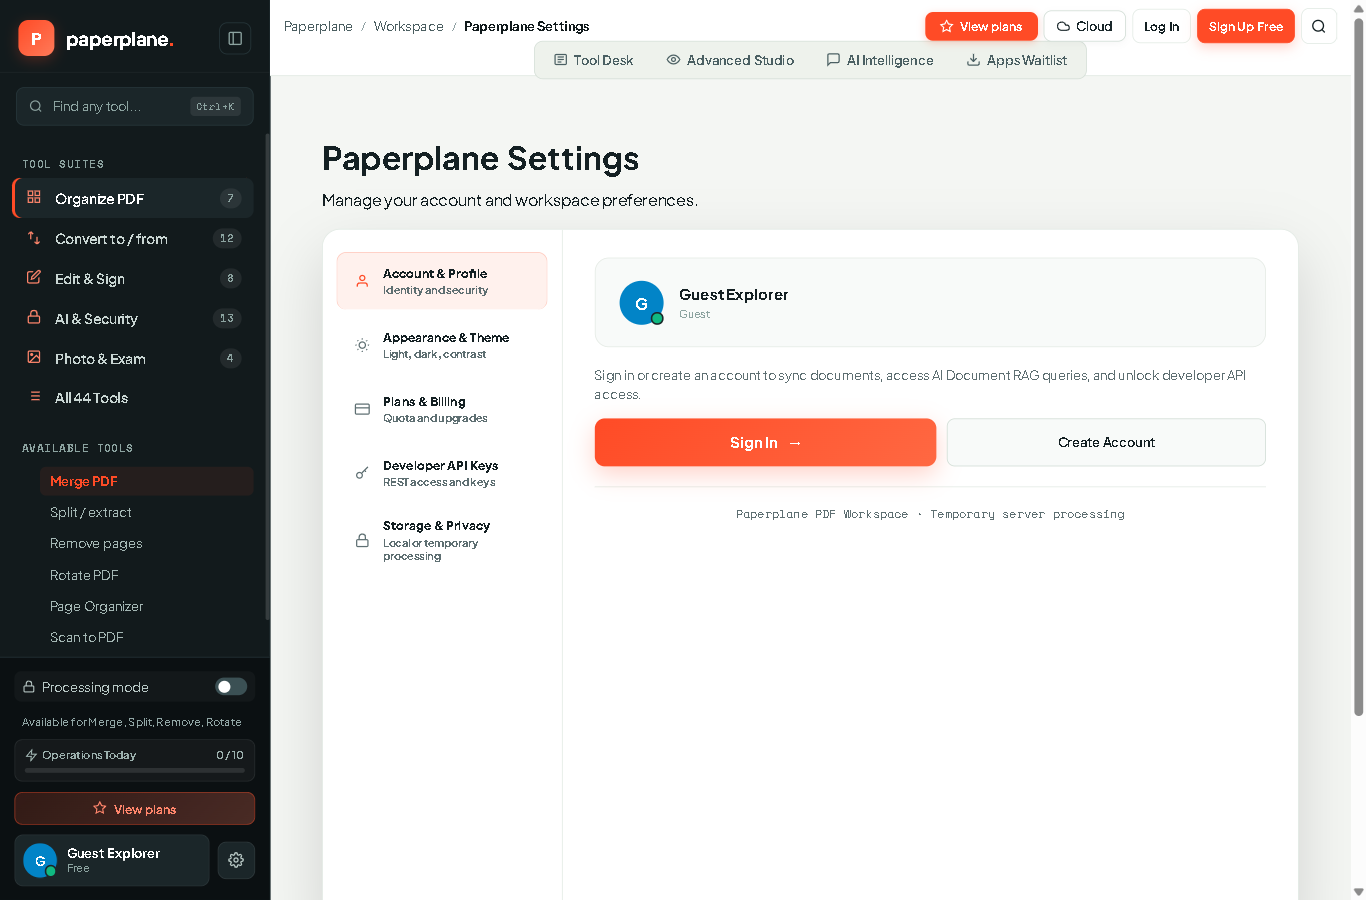 P paperplane.
Find any tool... Ctrl+K
TOOL SUITES
Organize PDF 7
Convert to / from 12
Edit & Sign 8
AI & Security 13
Photo & Exam 4
All 44 Tools
AVAILABLE TOOLS
Merge PDF
Split / extract
Remove pages
Rotate PDF
Page Organizer
Scan to PDF
Processing mode
Available for Merge, Split, Remove, Rotate
Operations Today 0/10
View plans
G Guest Explorer
Free
Paperplane / Workspace / Paperplane Settings
View plans Cloud Log In Sign Up Free
Tool Desk Advanced Studio AI Intelligence Apps Waitlist
Paperplane Settings
Manage your account and workspace preferences.
Account & Profile
Identity and security
Appearance & Theme
Light, dark, contrast
Plans & Billing
Quota and upgrades
Developer API Keys
REST access and keys
Storage & Privacy
Local or temporary
processing
G Guest Explorer
Guest
Sign in or create an account to sync documents, access AI Document RAG queries, and unlock developer API
access.
Sign In → Create Account
Paperplane PDF Workspace · Temporary server processing